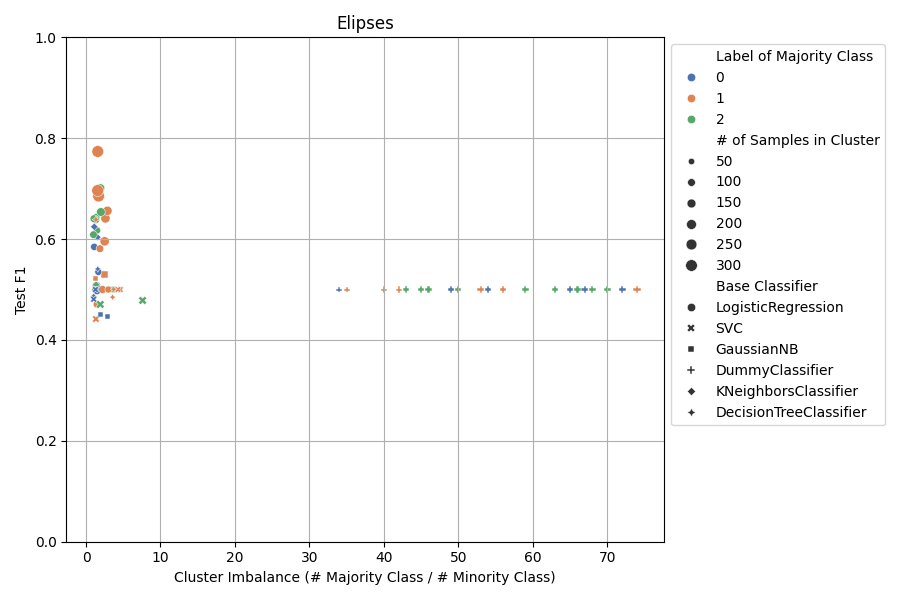 Elipses
1.0
0.8
0.6
0.4
0.2
0.0
Test F1
0 10 20 30 40 50 60 70
Cluster Imbalance (# Majority Class / # Minority Class)
Label of Majority Class
0
1
2
# of Samples in Cluster
50
100
150
200
250
300
Base Classifier
LogisticRegression
SVC
GaussianNB
DummyClassifier
KNeighborsClassifier
DecisionTreeClassifier